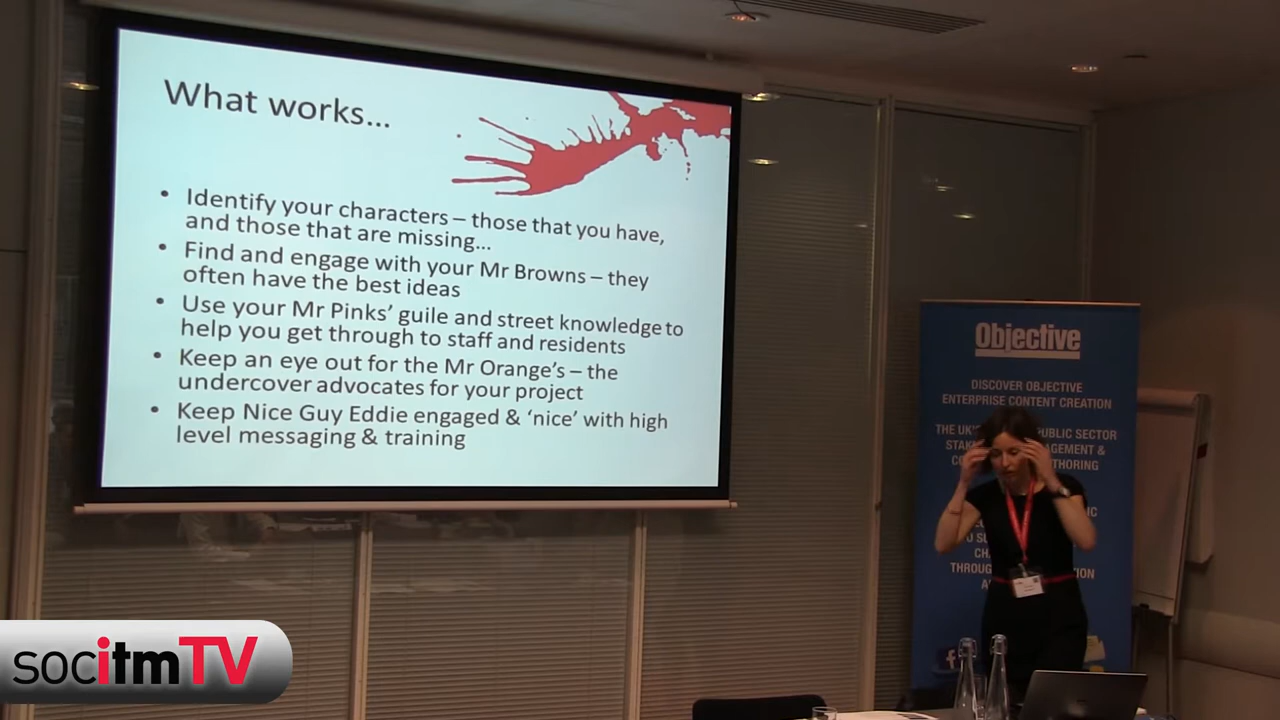 What works...
• Identify your characters – those that you have,
and those that are missing...
• Find and engage with your Mr Browns – they
often have the best ideas
• Use your Mr Pinks’ guile and street knowledge to
help you get through to staff and residents
• Keep an eye out for the Mr Orange’s – the
undercover advocates for your project
• Keep Nice Guy Eddie engaged & ‘nice’ with high
level messaging & training
Objective
DISCOVER OBJECTIVE
ENTERPRISE CONTENT CREATION
PUBLIC SECTOR
socitmTV